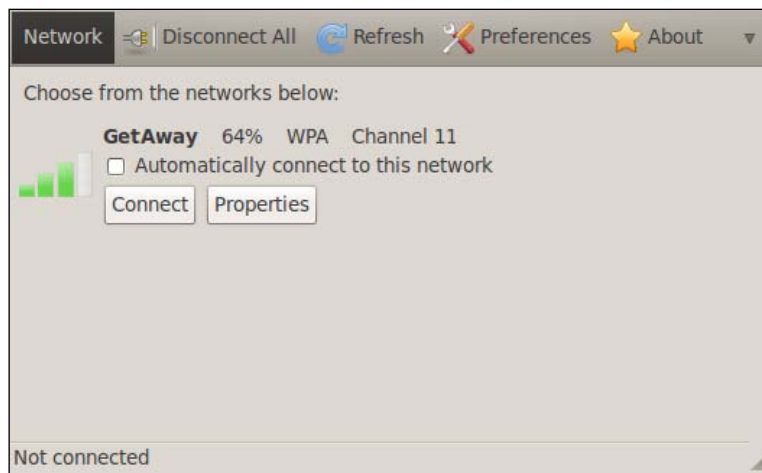 Network Disconnect All Refresh Preferences About
Choose from the networks below:
GetAway 64% WPA Channel 11
Automatically connect to this network
Connect Properties
Not connected